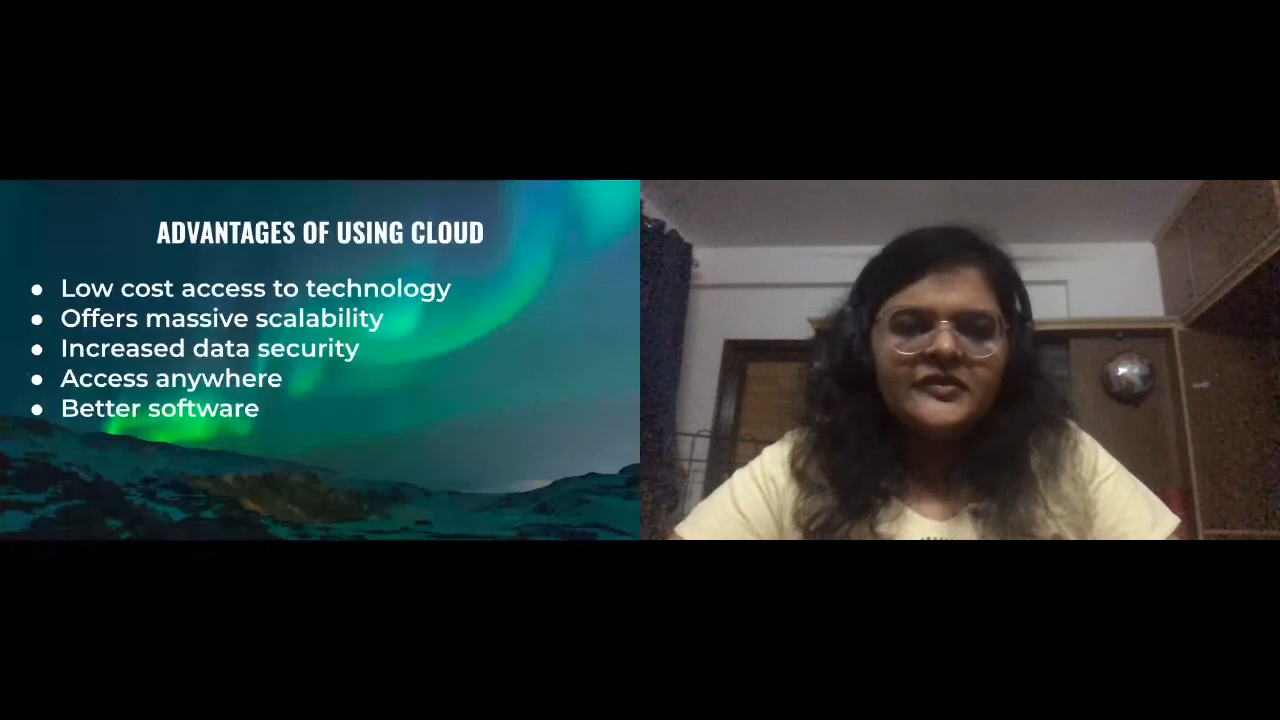 ADVANTAGES OF USING CLOUD
● Low cost access to technology
● Offers massive scalability
● Increased data security
● Access anywhere
● Better software